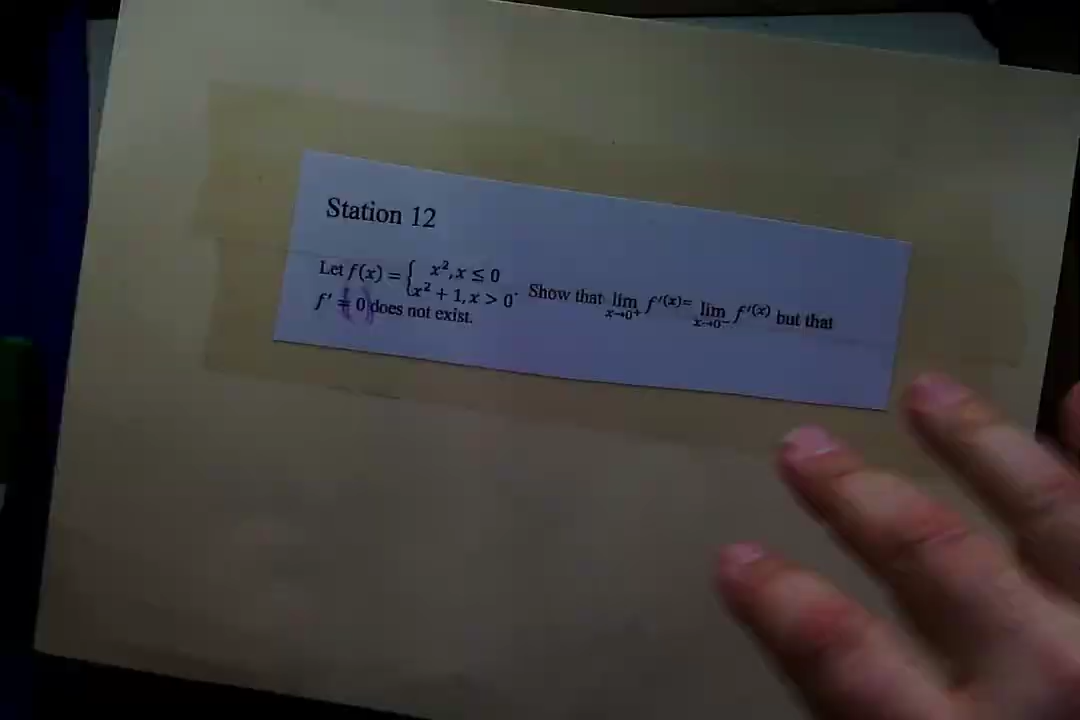 Station 12
Let f(x) = { x², x ≤ 0
x² + 1, x > 0 . Show that lim x→0⁺ f′(x) = lim x→0⁻ f′(x) but that
f′(0) does not exist.